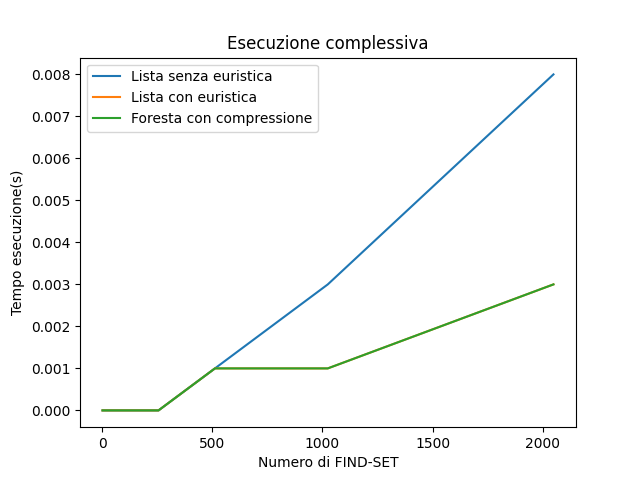 Esecuzione complessiva
Lista senza euristica
Lista con euristica
Foresta con compressione
Tempo esecuzione(s)
0.008
0.007
0.006
0.005
0.004
0.003
0.002
0.001
0.000
0 500 1000 1500 2000
Numero di FIND-SET